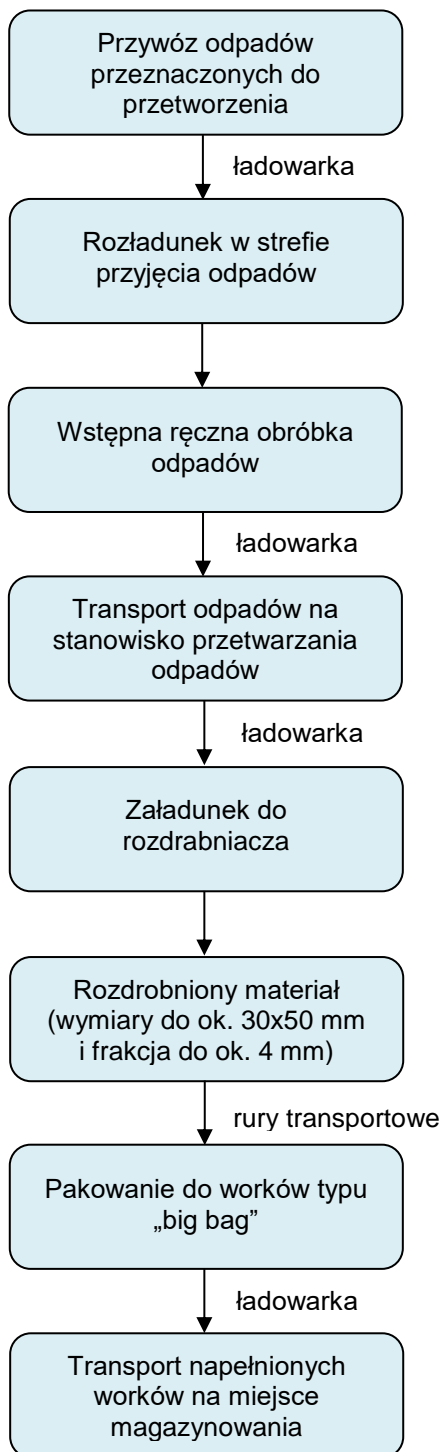 Przywóz odpadów
przeznaczonych do
przetworzenia
ładowarka
Rozładunek w strefie
przyjęcia odpadów
Wstępna ręczna obróbka
odpadów
ładowarka
Transport odpadów na
stanowisko przetwarzania
odpadów
ładowarka
Załadunek do
rozdrabniacza
Rozdrobniony materiał
(wymiary do ok. 30x50 mm
i frakcja do ok. 4 mm)
rury transportowe
Pakowanie do worków typu
„big bag”
ładowarka
Transport napełnionych
worków na miejsce
magazynowania